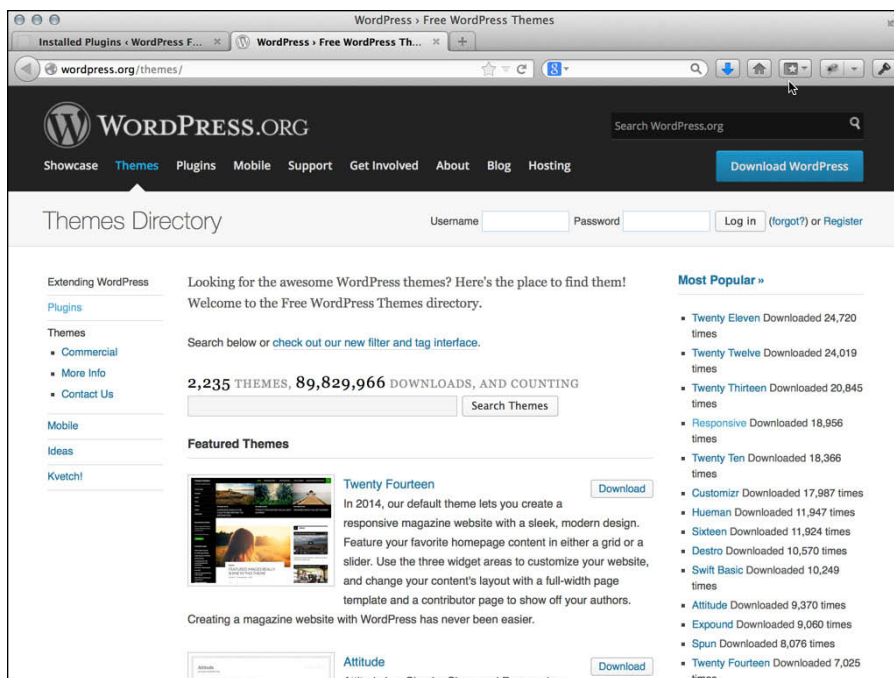 WordPress › Free WordPress Themes
Installed Plugins ‹ WordPress F...
WordPress › Free WordPress Th...
wordpress.org/themes/
WORDPRESS.ORG
Search WordPress.org
Showcase Themes Plugins Mobile Support Get Involved About Blog Hosting
Download WordPress
Themes Directory
Username
Password
Log in (forgot?) or Register
Extending WordPress
Plugins
Themes
Commercial
More Info
Contact Us
Mobile
Ideas
Kvetch!
Looking for the awesome WordPress themes? Here's the place to find them!
Welcome to the Free WordPress Themes directory.
Search below or check out our new filter and tag interface.
2,235 THEMES, 89,829,966 DOWNLOADS, AND COUNTING
Search Themes
Featured Themes
Twenty Fourteen
Download
In 2014, our default theme lets you create a
responsive magazine website with a sleek, modern design.
Feature your favorite homepage content in either a grid or a
slider. Use the three widget areas to customize your website,
and change your content's layout with a full-width page
template and a contributor page to show off your authors.
Creating a magazine website with WordPress has never been easier.
Attitude
Download
Most Popular »
Twenty Eleven Downloaded 24,720
times
Twenty Twelve Downloaded 24,019
times
Twenty Thirteen Downloaded 20,845
times
Responsive Downloaded 18,956
times
Twenty Ten Downloaded 18,366
times
Customizr Downloaded 17,987 times
Hueman Downloaded 11,947 times
Sixteen Downloaded 11,924 times
Destro Downloaded 10,570 times
Swift Basic Downloaded 10,249
times
Attitude Downloaded 9,370 times
Expound Downloaded 9,060 times
Spun Downloaded 8,076 times
Twenty Fourteen Downloaded 7,025
times